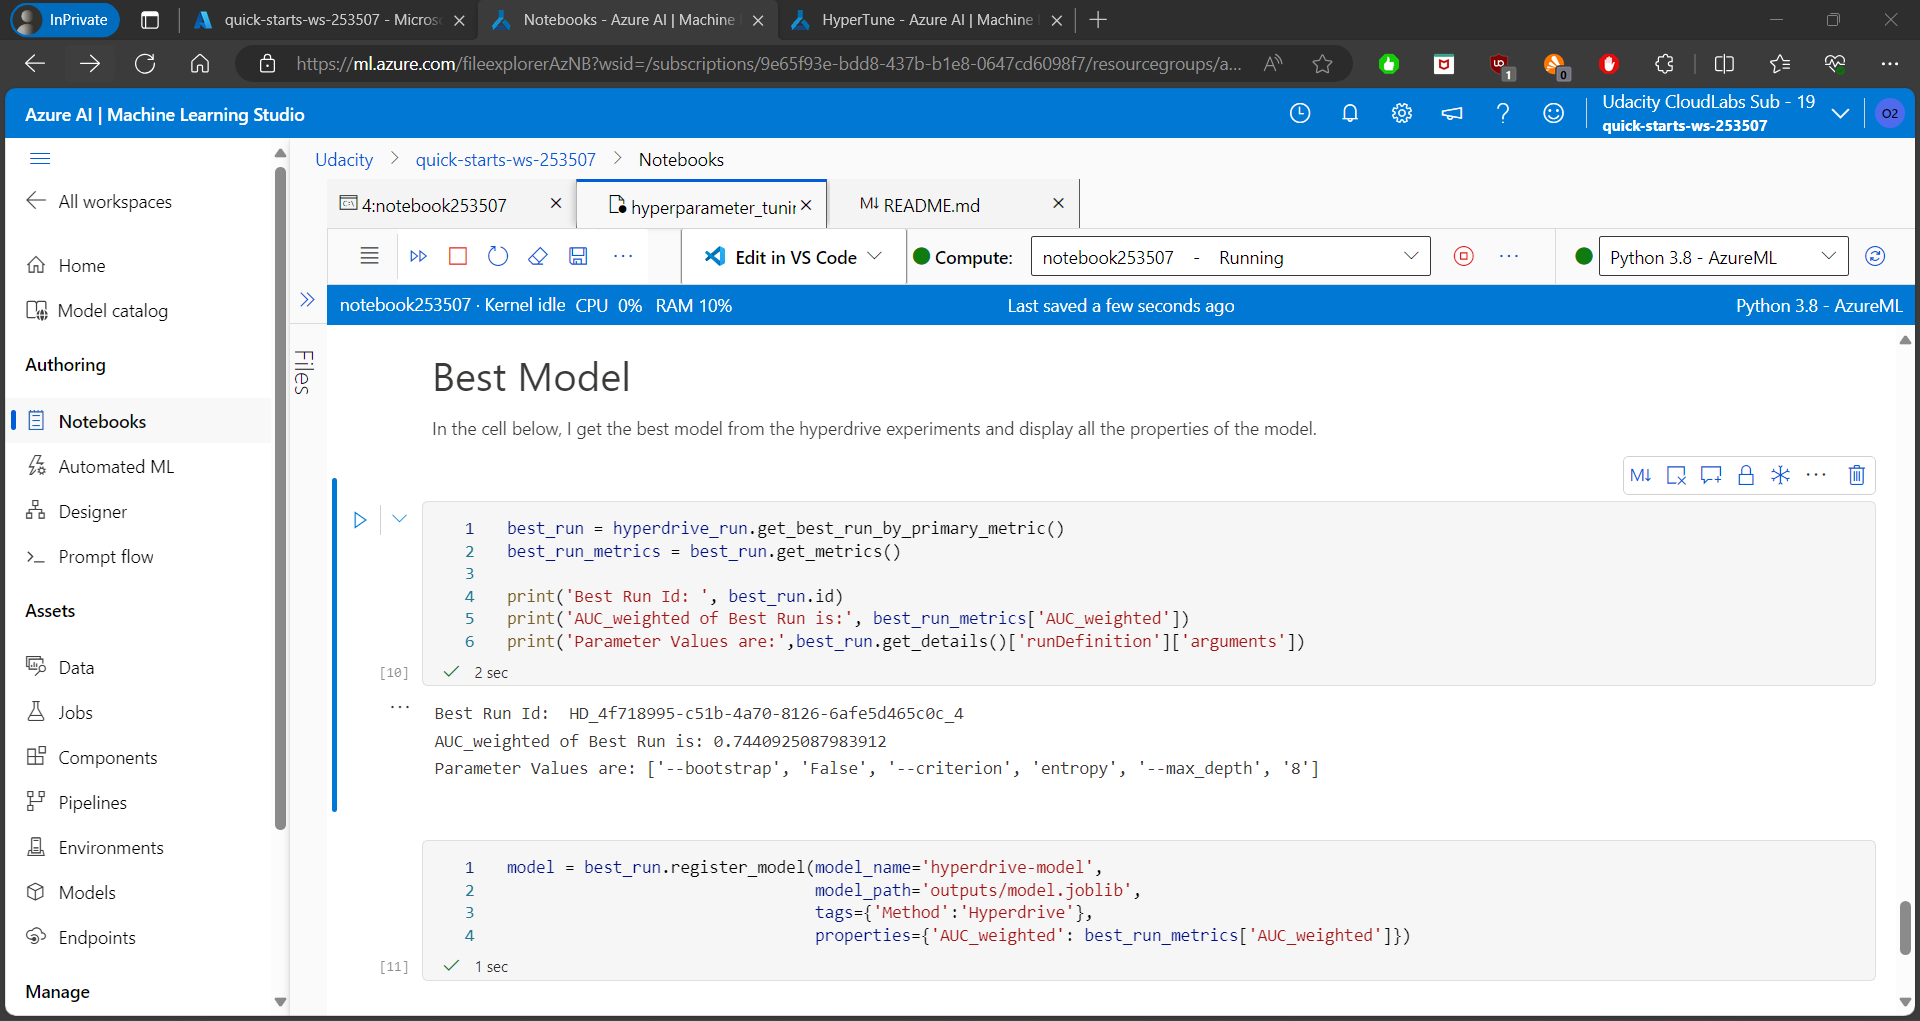 InPrivate
quick-starts-ws-253507 - Micros
Notebooks - Azure AI | Machine
HyperTune - Azure AI | Machine
https://ml.azure.com/fileexplorerAzNB?wsid=/subscriptions/9e65f93e-bdd8-437b-b1e8-0647cd6098f7/resourcegroups/a...
1
0
Azure AI | Machine Learning Studio
Udacity CloudLabs Sub - 19
quick-starts-ws-253507
O2
All workspaces
Home
Model catalog
Authoring
Notebooks
Automated ML
Designer
Prompt flow
Assets
Data
Jobs
Components
Pipelines
Environments
Models
Endpoints
Manage
Udacity > quick-starts-ws-253507 > Notebooks
4:notebook253507
hyperparameter_tunir
M↓ README.md
Edit in VS Code
Compute:
notebook253507 - Running
Python 3.8 - AzureML
notebook253507 · Kernel idle CPU 0% RAM 10%
Last saved a few seconds ago
Python 3.8 - AzureML
Files
Best Model
In the cell below, I get the best model from the hyperdrive experiments and display all the properties of the model.
M↓
1 best_run = hyperdrive_run.get_best_run_by_primary_metric()
2 best_run_metrics = best_run.get_metrics()
3
4 print('Best Run Id: ', best_run.id)
5 print('AUC_weighted of Best Run is:', best_run_metrics['AUC_weighted'])
6 print('Parameter Values are:',best_run.get_details()['runDefinition']['arguments'])
[10] 2 sec
Best Run Id:  HD_4f718995-c51b-4a70-8126-6afe5d465c0c_4
AUC_weighted of Best Run is: 0.7440925087983912
Parameter Values are: ['--bootstrap', 'False', '--criterion', 'entropy', '--max_depth', '8']
1 model = best_run.register_model(model_name='hyperdrive-model',
2 model_path='outputs/model.joblib',
3 tags={'Method':'Hyperdrive'},
4 properties={'AUC_weighted': best_run_metrics['AUC_weighted']})
[11] 1 sec